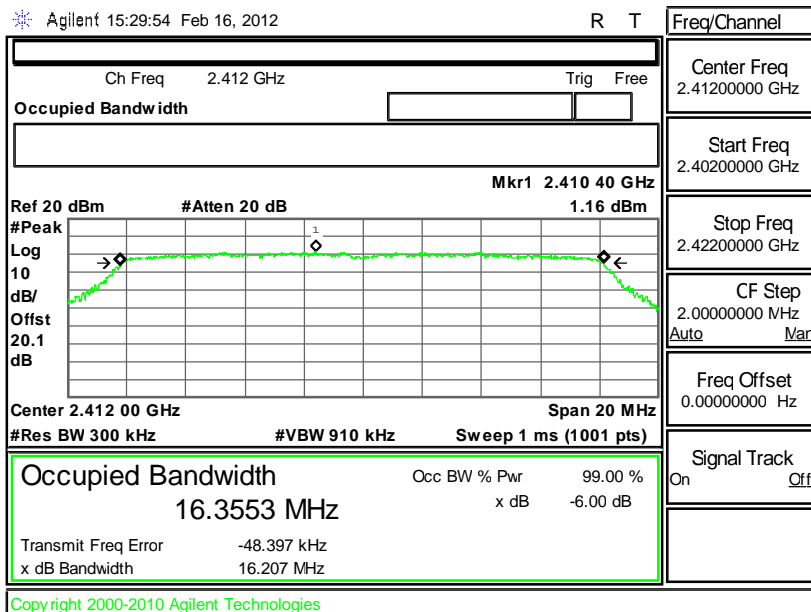 Agilent 15:29:54 Feb 16, 2012
R T
Freq/Channel
Ch Freq 2.412 GHz
Trig Free
Occupied Bandwidth
Mkr1 2.410 40 GHz
Ref 20 dBm #Atten 20 dB 1.16 dBm
#Peak
Log
10
dB/
Offst
20.1
dB
1
Center 2.412 00 GHz Span 20 MHz
#Res BW 300 kHz #VBW 910 kHz Sweep 1 ms (1001 pts)
Occupied Bandwidth
16.3553 MHz
Occ BW % Pwr 99.00 %
x dB -6.00 dB
Transmit Freq Error -48.397 kHz
x dB Bandwidth 16.207 MHz
Center Freq
2.41200000 GHz
Start Freq
2.40200000 GHz
Stop Freq
2.42200000 GHz
CF Step
2.00000000 MHz
Auto Man
Freq Offset
0.00000000 Hz
Signal Track
On Off
Copyright 2000-2010 Agilent Technologies